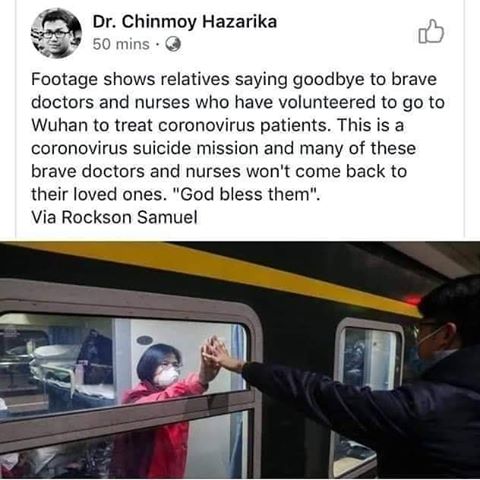 Dr. Chinmoy Hazarika
50 mins ·
Footage shows relatives saying goodbye to brave
doctors and nurses who have volunteered to go to
Wuhan to treat coronovirus patients. This is a
coronovirus suicide mission and many of these
brave doctors and nurses won't come back to
their loved ones. "God bless them".
Via Rockson Samuel